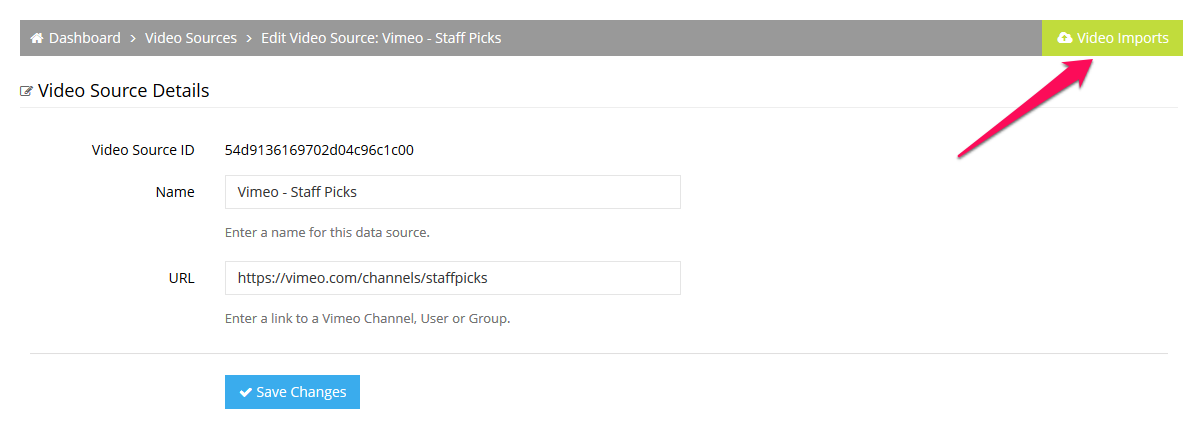 Dashboard > Video Sources > Edit Video Source: Vimeo - Staff Picks Video Imports
Video Source Details
Video Source ID 54d9136169702d04c96c1c00
Name Vimeo - Staff Picks
Enter a name for this data source.
URL https://vimeo.com/channels/staffpicks
Enter a link to a Vimeo Channel, User or Group.
Save Changes